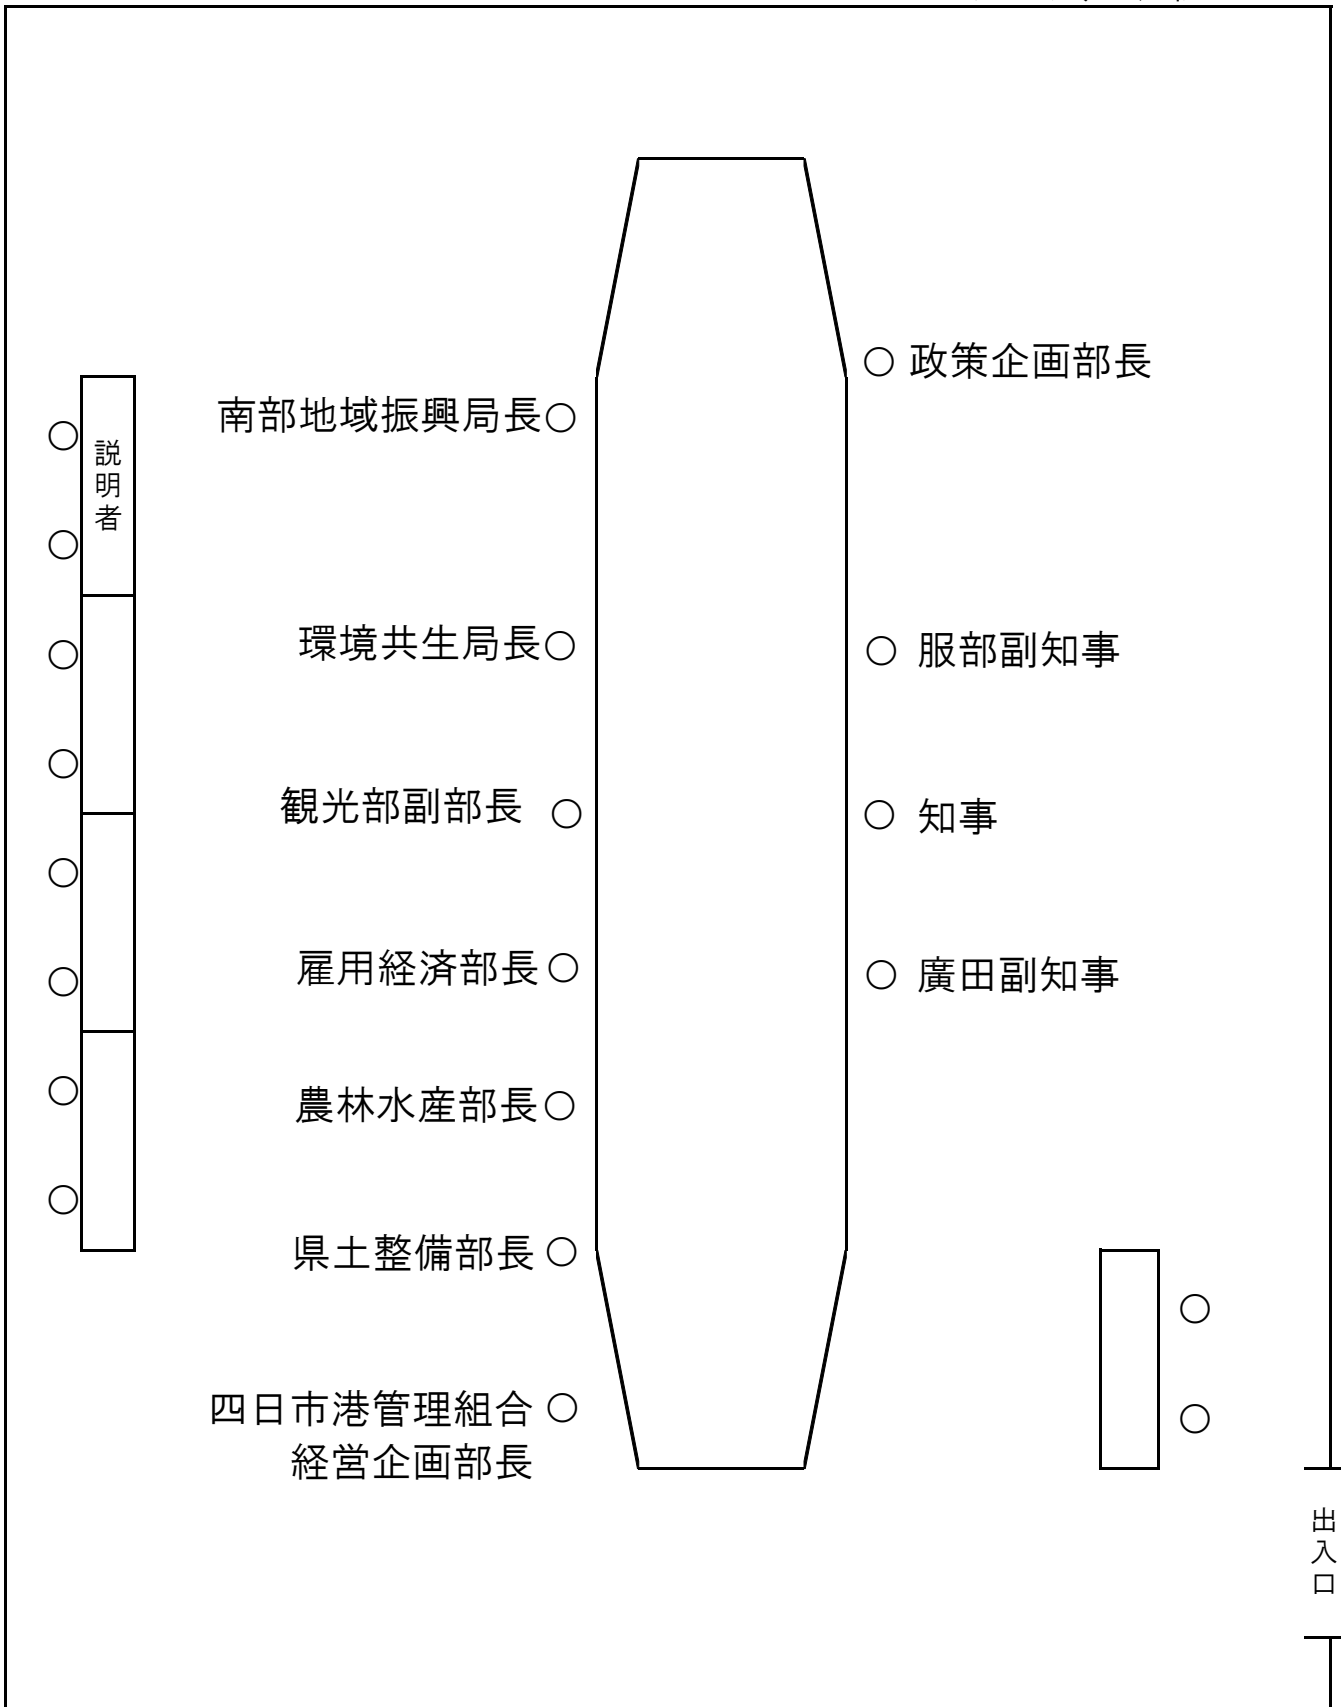 政策企画部長
南部地域振興局長
説明者
環境共生局長
服部副知事
観光部副部長
知事
雇用経済部長
廣田副知事
農林水産部長
県土整備部長
四日市港管理組合
経営企画部長
出入口